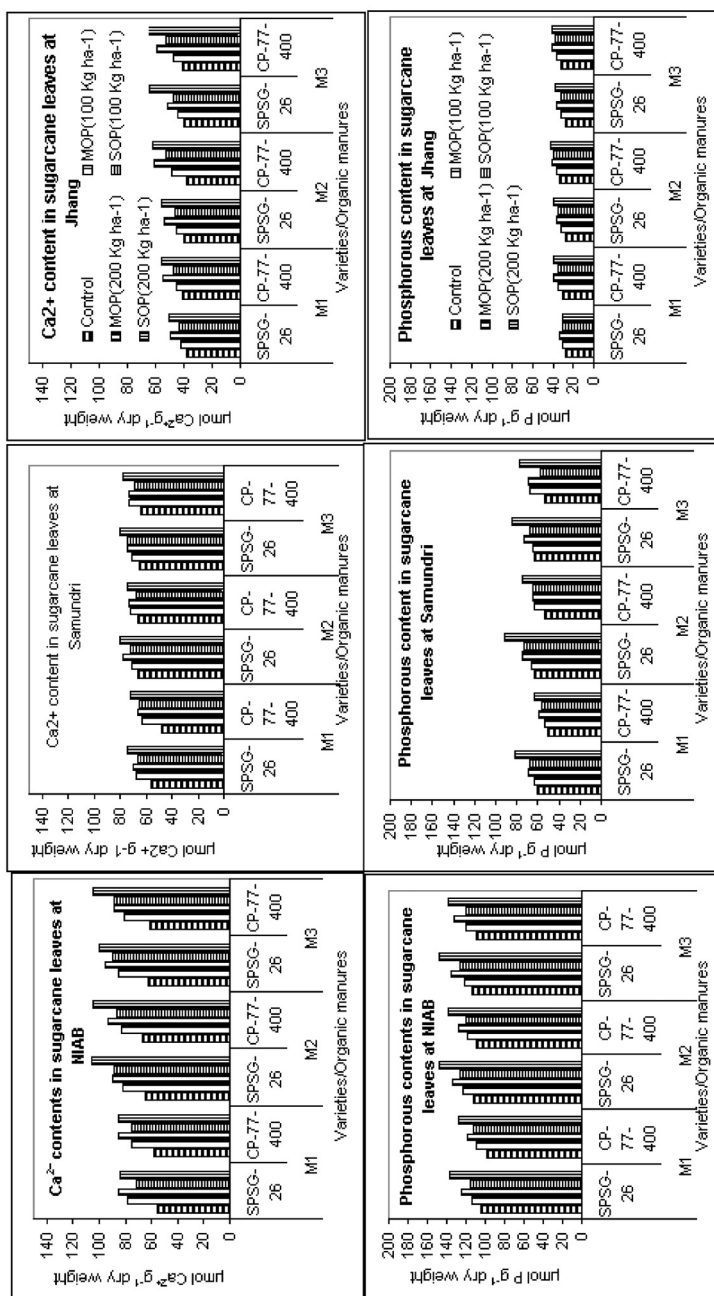 Ca²⁻ contents in sugarcane leaves at
NIAB
µmol Ca²⁺g⁻¹ dry weight
140
120
100
80
60
40
20
0
SPSG- CP-77- SPSG- CP-77- SPSG- CP-77-
26 400 26 400 26 400
M1 M2 M3
Varieties/Organic manures
Ca2+ content in sugarcane leaves at
Samundri
µmol Ca2+ g-1 dry weight
140
120
100
80
60
40
20
0
SPSG- CP- SPSG- CP- SPSG- CP-
26 77- 26 77- 26 77-
400 400 400
M1 M2 M3
Varieties/Organic manures
Ca2+ content in sugarcane leaves at
Jhang
Control MOP(100 Kg ha-1)
MOP(200 Kg ha-1) SOP(100 Kg ha-1)
SOP(200 Kg ha-1)
µmol Ca²⁺g⁻¹ dry weight
140
120
100
80
60
40
20
0
SPSG- CP-77- SPSG- CP-77- SPSG- CP-77-
26 400 26 400 26 400
M1 M2 M3
Varieties/Organic manures
Phosphorous contents in sugarcane
leaves at NIAB
µmol P g⁻¹ dry weight
200
180
160
140
120
100
80
60
40
20
0
SPSG- CP- SPSG- CP- SPSG- CP-
26 77- 26 77- 26 77-
400 400 400
M1 M2 M3
Varieties/Organic manures
Phosphorous content in sugarcane
leaves at Samundri
µmol P g⁻¹ dry weight
200
180
160
140
120
100
80
60
40
20
0
SPSG- CP-77- SPSG- CP-77- SPSG- CP-77-
26 400 26 400 26 400
M1 M2 M3
Varieties/Organic manures
Phosphorous content in sugarcane
leaves at Jhang
Control MOP(100 Kg ha-1)
MOP(200 Kg ha-1) SOP(100 Kg ha-1)
SOP(200 Kg ha-1)
µmol P g⁻¹ dry weight
200
180
160
140
120
100
80
60
40
20
0
SPSG- CP-77- SPSG- CP-77- SPSG- CP-77-
26 400 26 400 26 400
M1 M2 M3
Varieties/Organic manures